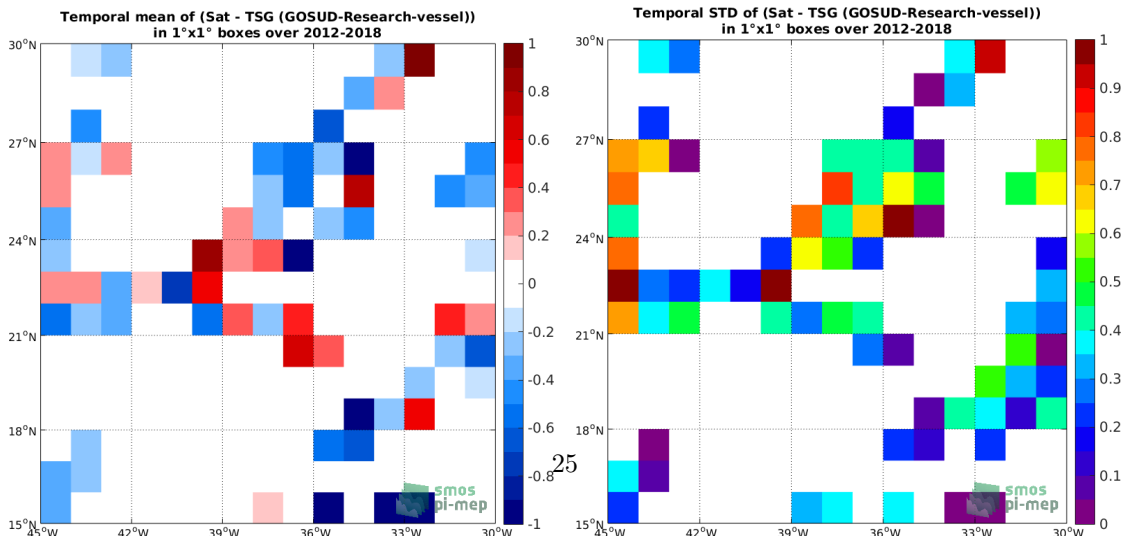 Temporal mean of (Sat - TSG (GOSUD-Research-vessel))
in 1°x1° boxes over 2012-2018
30°N
27°N
24°N
21°N
18°N
15°N
45°W
42°W
39°W
36°W
33°W
30°W
1
0.8
0.6
0.4
0.2
0
-0.2
-0.4
-0.6
-0.8
-1
smos
pi-mep
25
Temporal STD of (Sat - TSG (GOSUD-Research-vessel))
in 1°x1° boxes over 2012-2018
30°N
27°N
24°N
21°N
18°N
15°N
45°W
42°W
39°W
36°W
33°W
30°W
1
0.9
0.8
0.7
0.6
0.5
0.4
0.3
0.2
0.1
0
smos
pi-mep